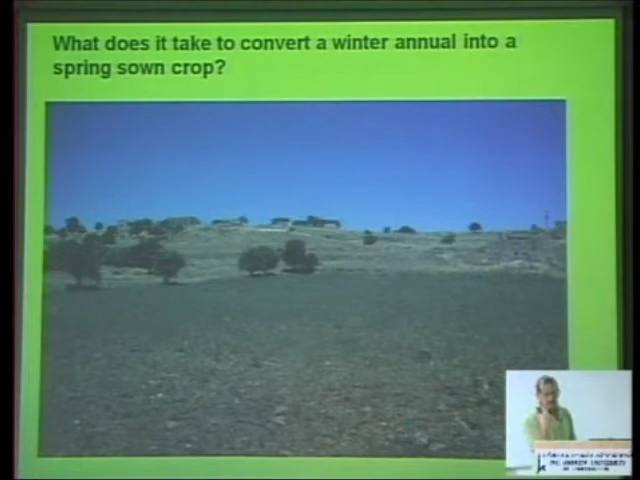 What does it take to convert a winter annual into a
spring sown crop?